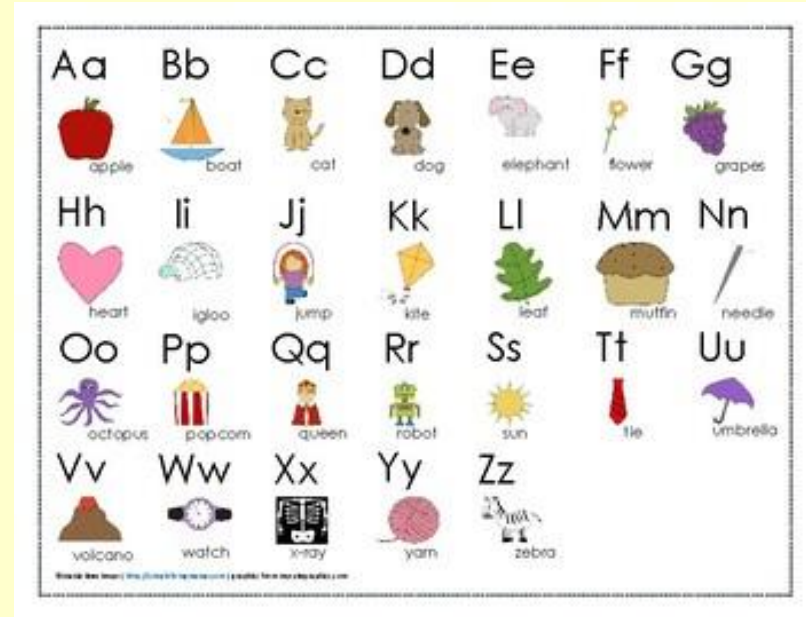 Aa Bb Cc Dd Ee Ff Gg
apple boat cat dog elephant flower grapes
Hh Ii Jj Kk Ll Mm Nn
heart igloo jump kite leaf muffin needle
Oo Pp Qq Rr Ss Tt Uu
octopus popcorn queen robot sun tie umbrella
Vv Ww Xx Yy Zz
volcano watch x-ray yarn zebra